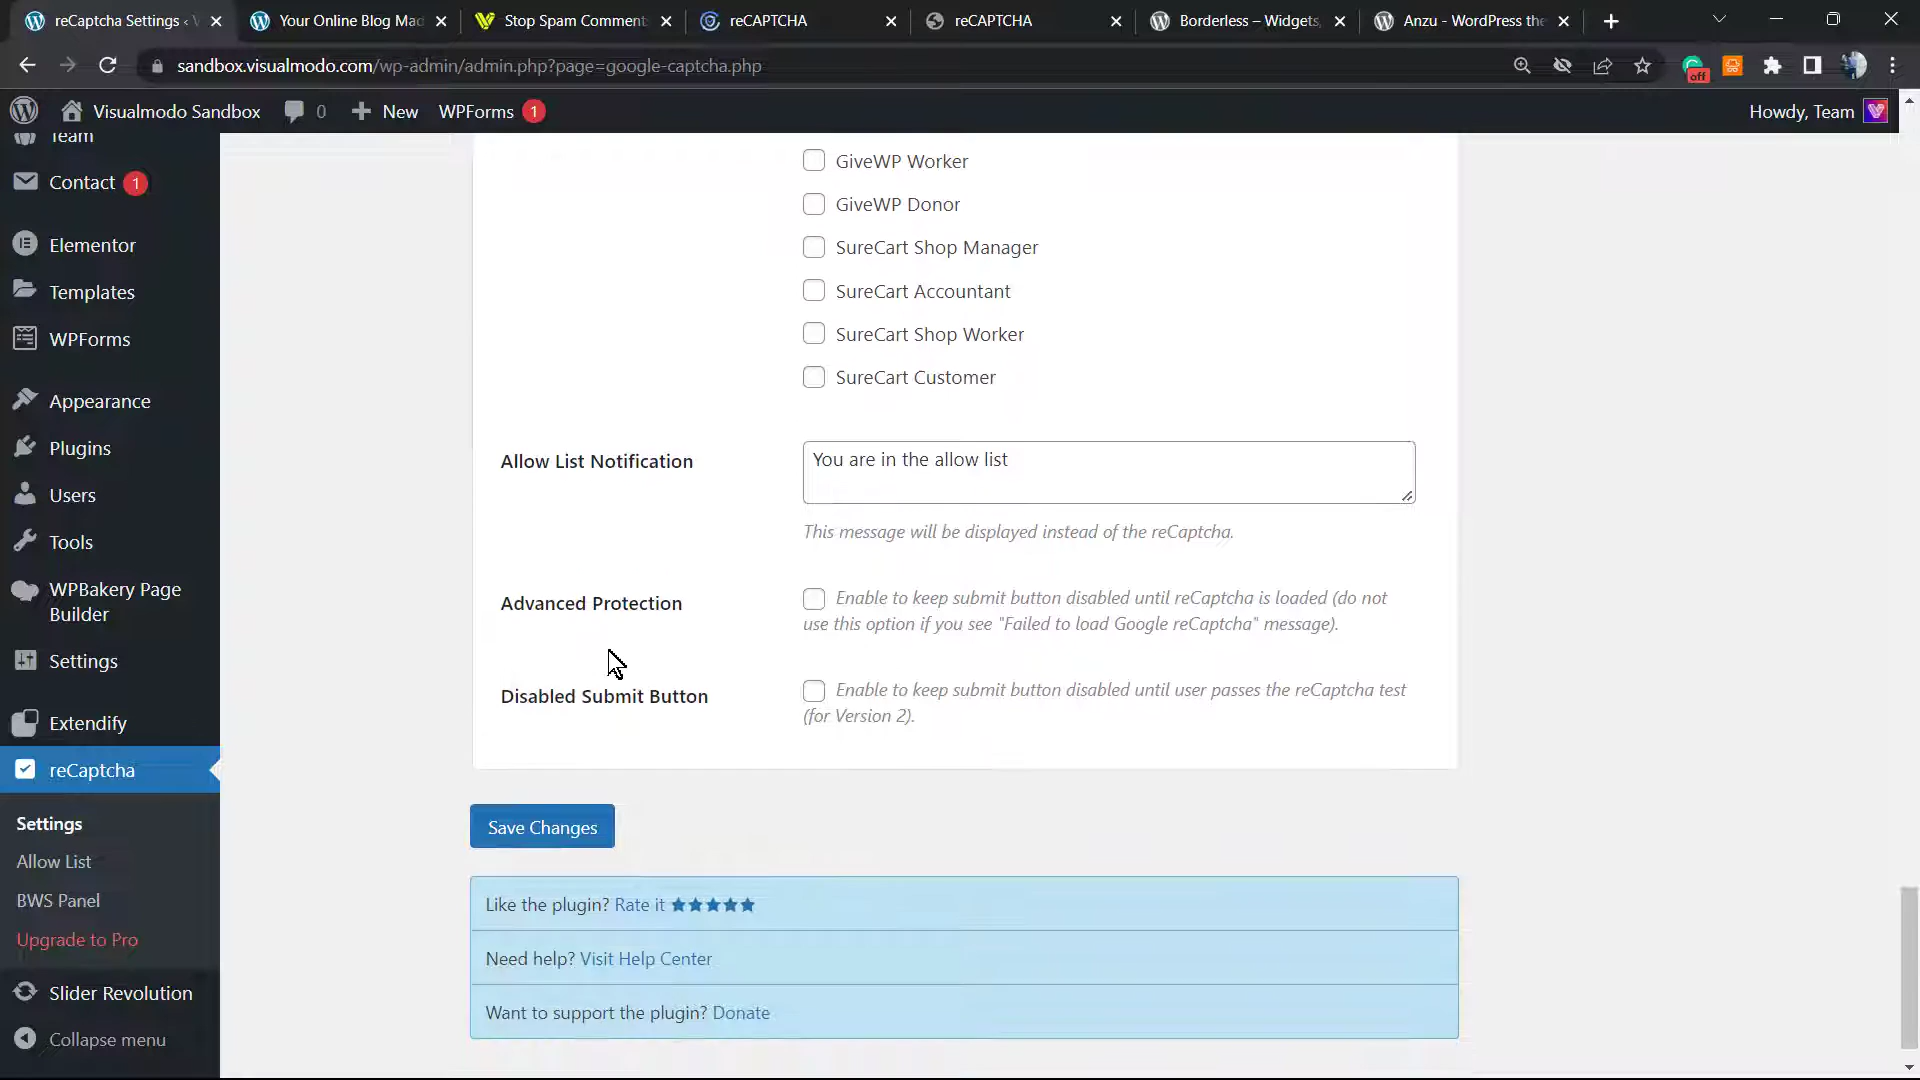 reCaptcha Settings ‹ V
Your Online Blog Mad
Stop Spam Comment
reCAPTCHA
reCAPTCHA
Borderless – Widgets,
Anzu - WordPress the
sandbox.visualmodo.com/wp-admin/admin.php?page=google-captcha.php
off
Visualmodo Sandbox
0
New
WPForms 1
Howdy, Team
Team
Contact 1
Elementor
Templates
WPForms
Appearance
Plugins
Users
Tools
WPBakery Page
Builder
Settings
Extendify
reCaptcha
Settings
Allow List
BWS Panel
Upgrade to Pro
Slider Revolution
Collapse menu
GiveWP Worker
GiveWP Donor
SureCart Shop Manager
SureCart Accountant
SureCart Shop Worker
SureCart Customer
Allow List Notification
You are in the allow list
This message will be displayed instead of the reCaptcha.
Advanced Protection
Enable to keep submit button disabled until reCaptcha is loaded (do not
use this option if you see "Failed to load Google reCaptcha" message).
Disabled Submit Button
Enable to keep submit button disabled until user passes the reCaptcha test
(for Version 2).
Save Changes
Like the plugin? Rate it
Need help? Visit Help Center
Want to support the plugin? Donate